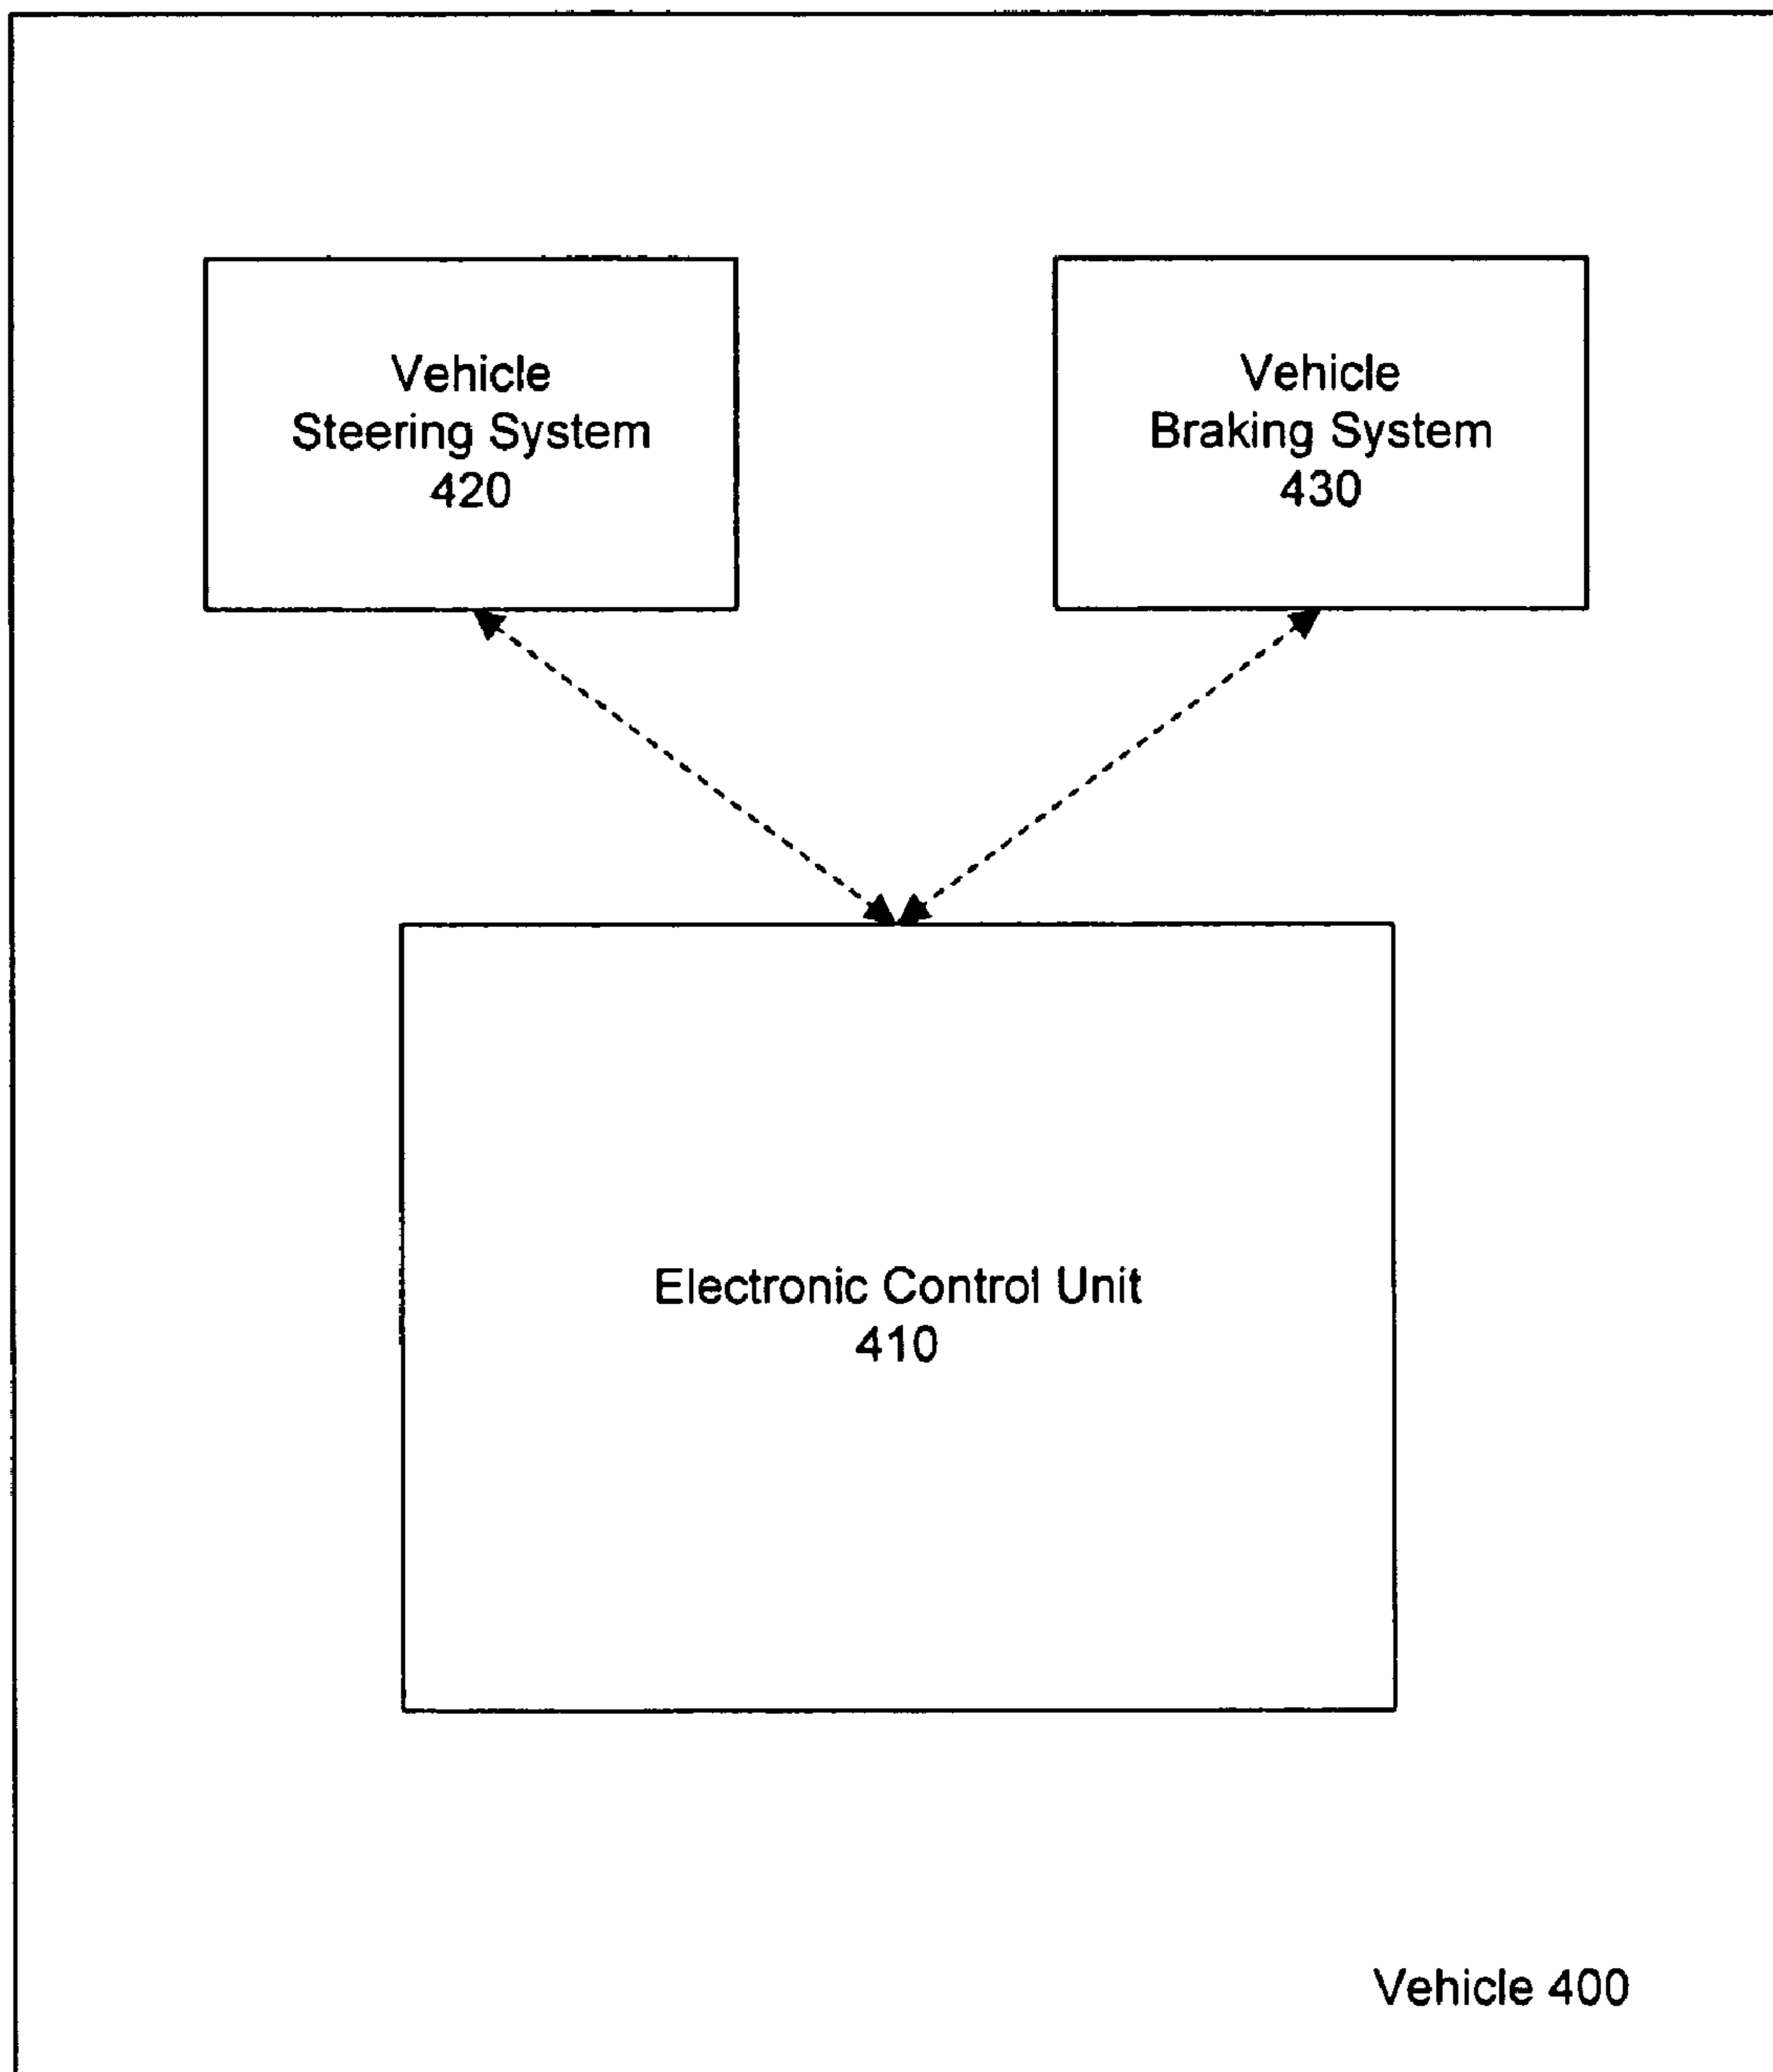 Vehicle
Steering System
420
Vehicle
Braking System
430
Electronic Control Unit
410
Vehicle 400